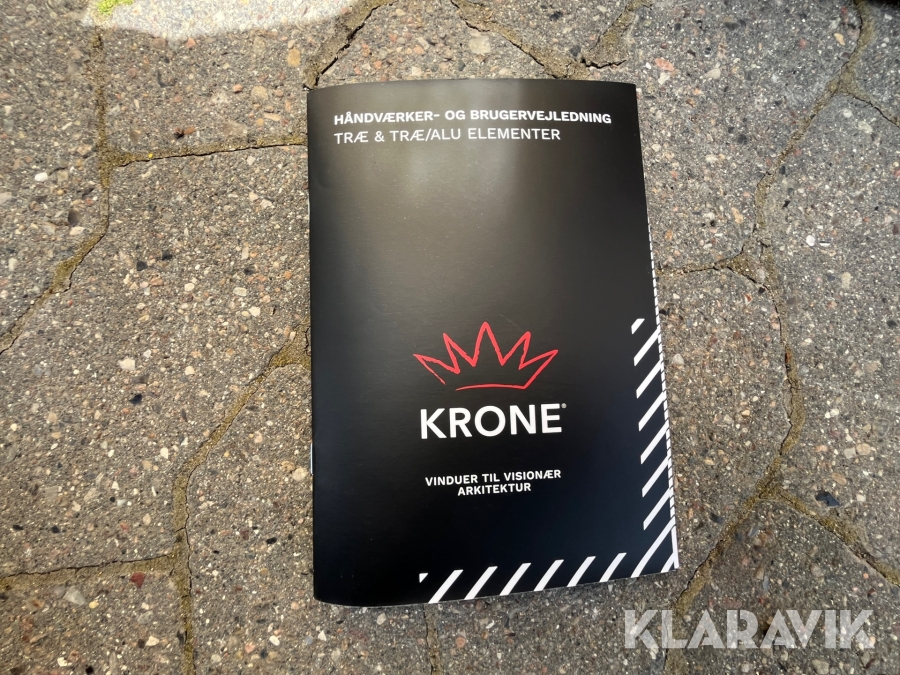 HÅNDVÆRKER- OG BRUGERVEJLEDNING
TRÆ & TRÆ/ALU ELEMENTER
KRONE®
VINDUER TIL VISIONÆR
ARKITEKTUR
KLARAVIK